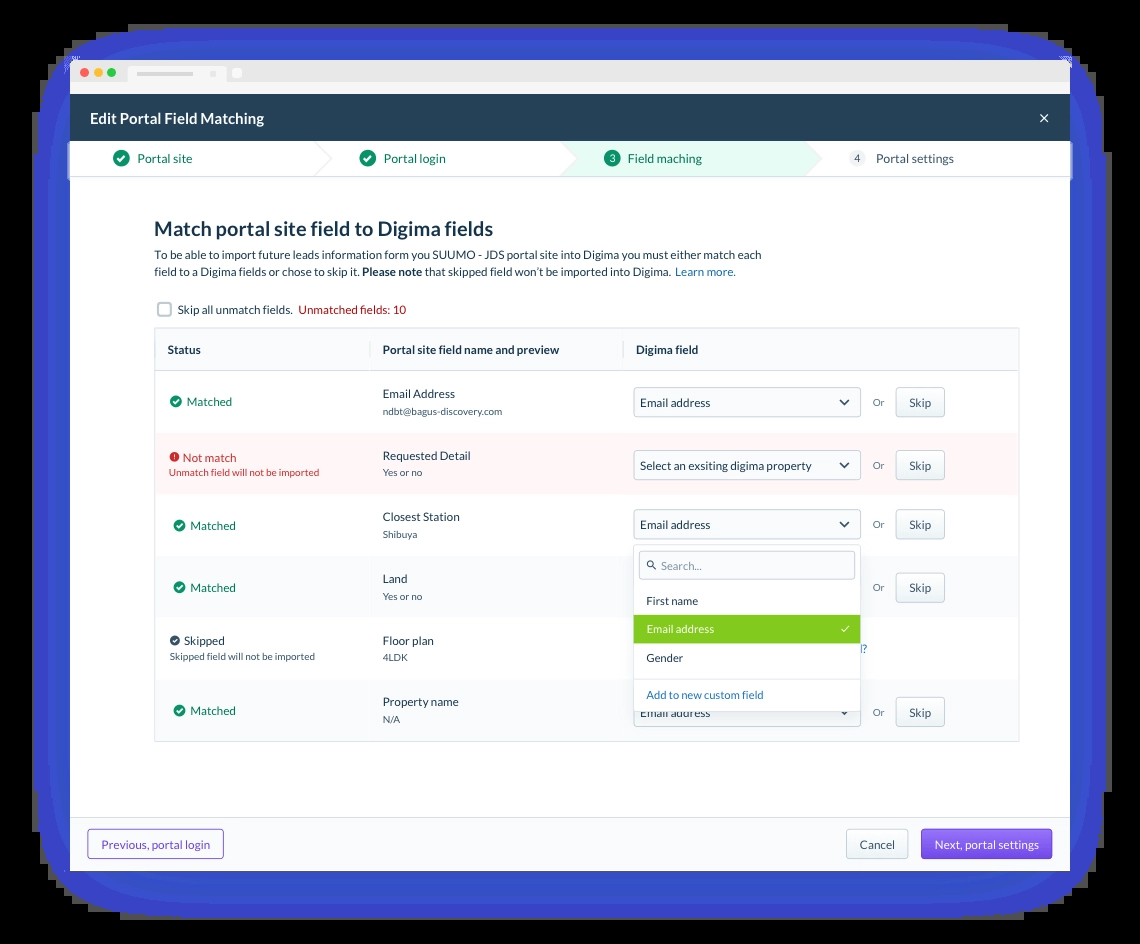 Edit Portal Field Matching
Portal site
Portal login
3 Field maching
4 Portal settings
Match portal site field to Digima fields
To be able to import future leads information form you SUUMO - JDS portal site into Digima you must either match each
field to a Digima fields or chose to skip it. Please note that skipped field won't be imported into Digima. Learn more.
Skip all unmatch fields. Unmatched fields: 10
Status Portal site field name and preview Digima field
Matched Email Address Email address Or Skip
ndbt@bagus-discovery.com
Not match Requested Detail Select an exsiting digima property Or Skip
Unmatch field will not be imported Yes or no
Matched Closest Station Email address Or Skip
Shibuya
Search...
Matched Land Or Skip
Yes or no
First name
Email address
Skipped Floor plan
Skipped field will not be imported 4LDK
Gender
Add to new custom field
Matched Property name Email address Or Skip
N/A
Previous, portal login Cancel Next, portal settings